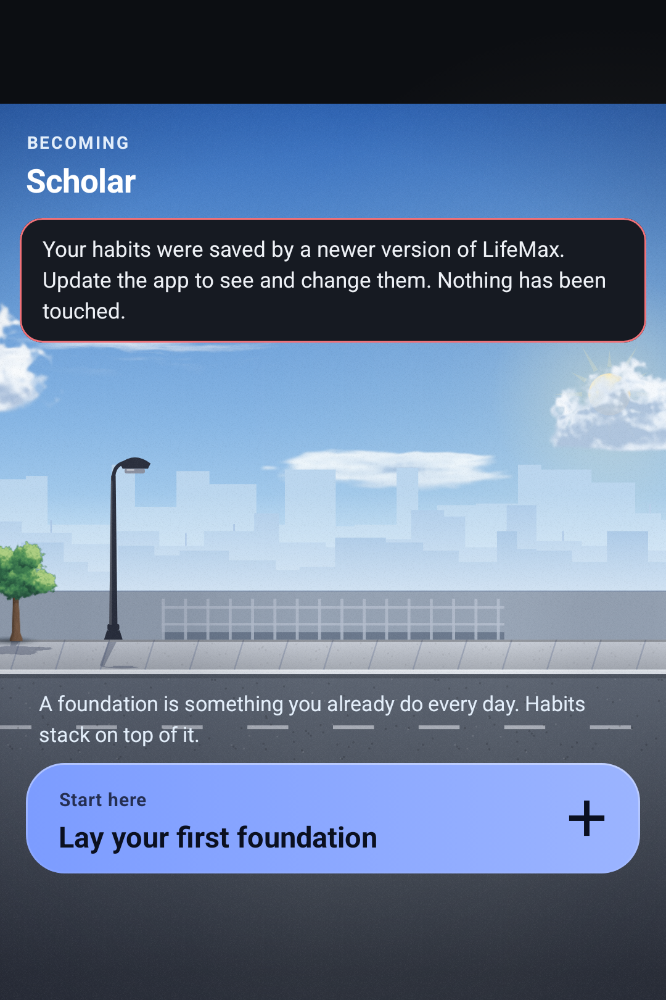 BECOMING
Scholar
Your habits were saved by a newer version of LifeMax.
Update the app to see and change them. Nothing has been
touched.
A foundation is something you already do every day. Habits
stack on top of it.
Start here
Lay your first foundation